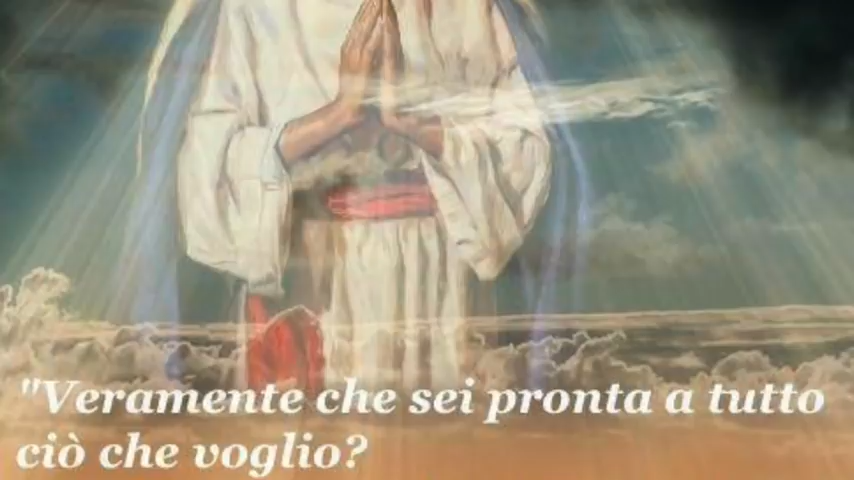 "Veramente che sei pronta a tutto
ciò che voglio?